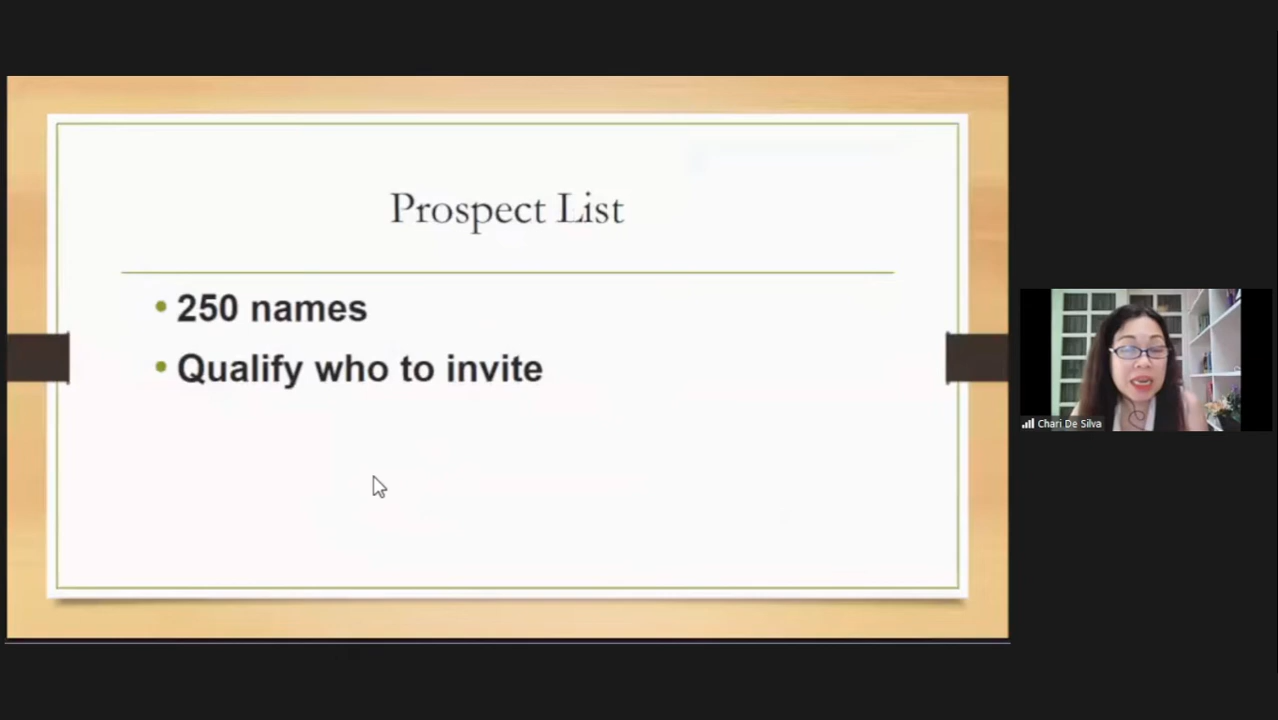 Prospect List
• 250 names
• Qualify who to invite
Chari De Silva